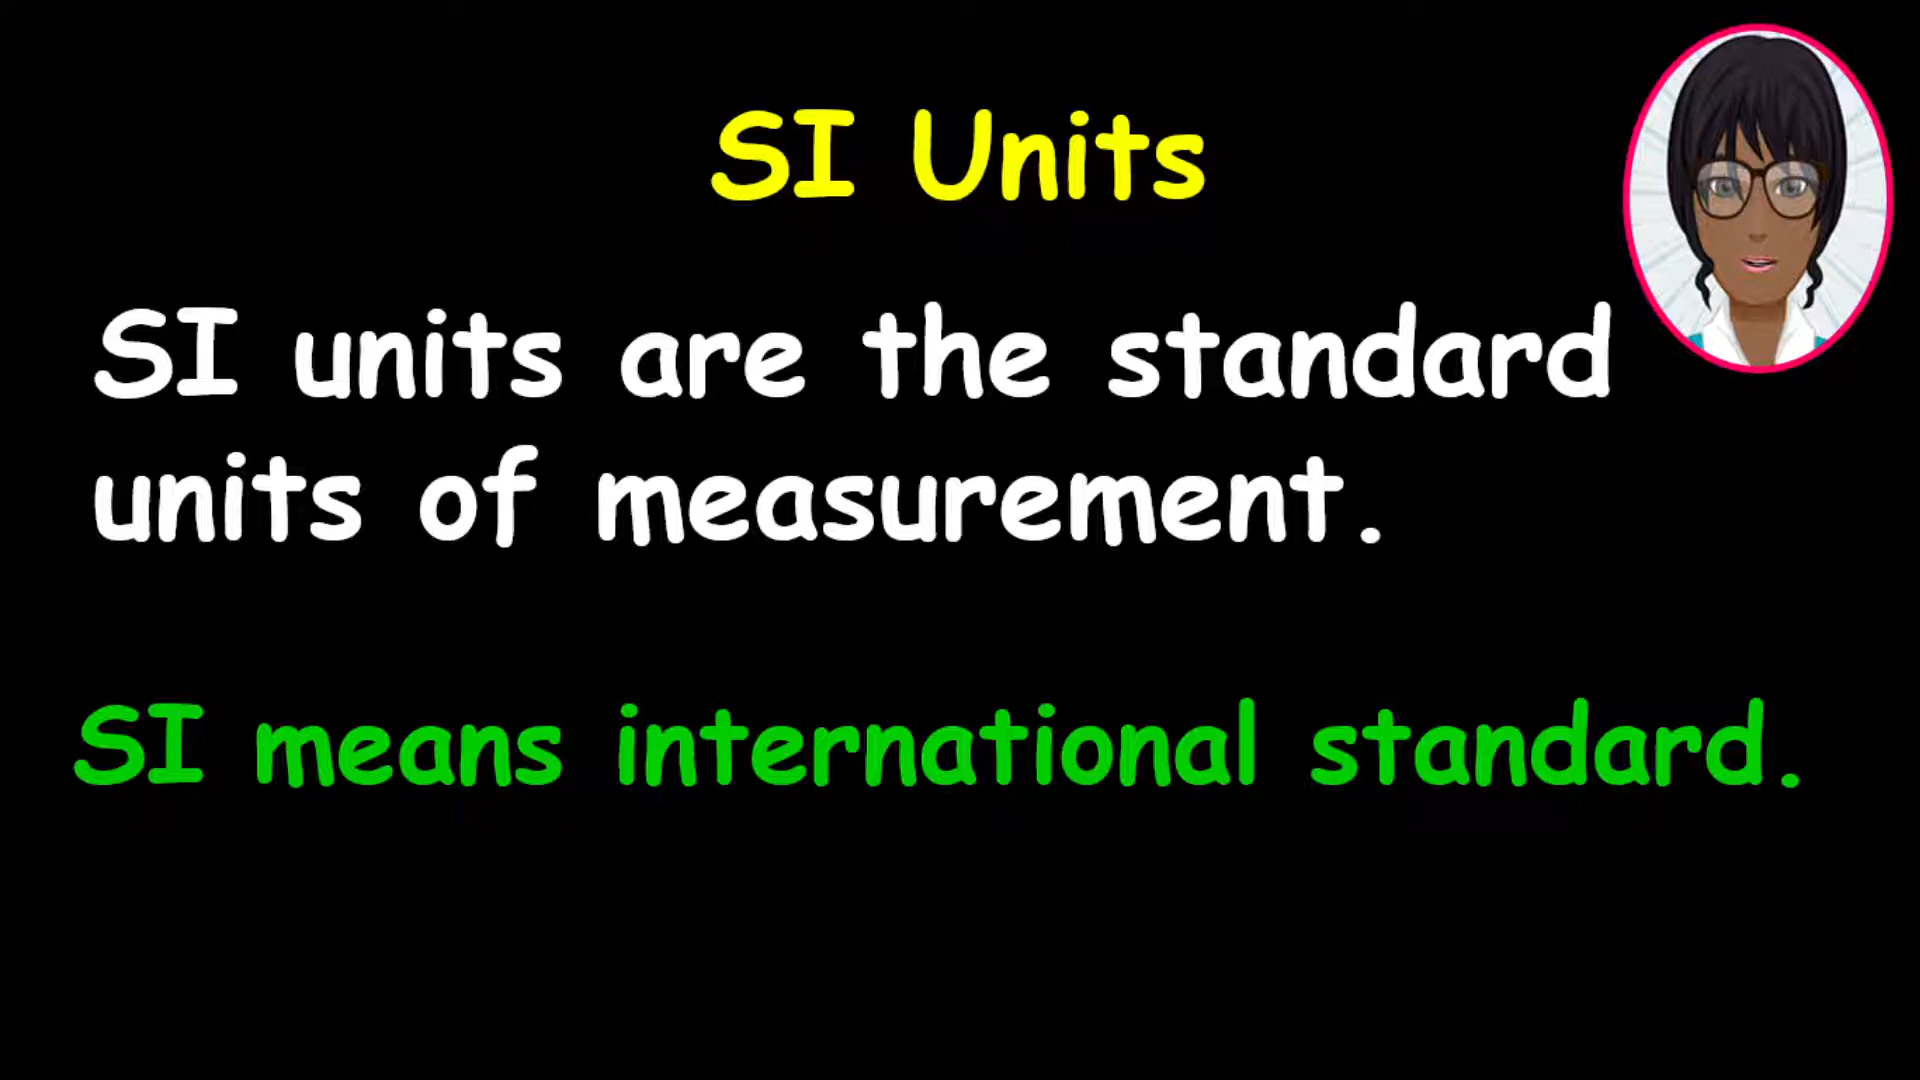 SI Units
SI units are the standard
units of measurement.
SI means international standard.